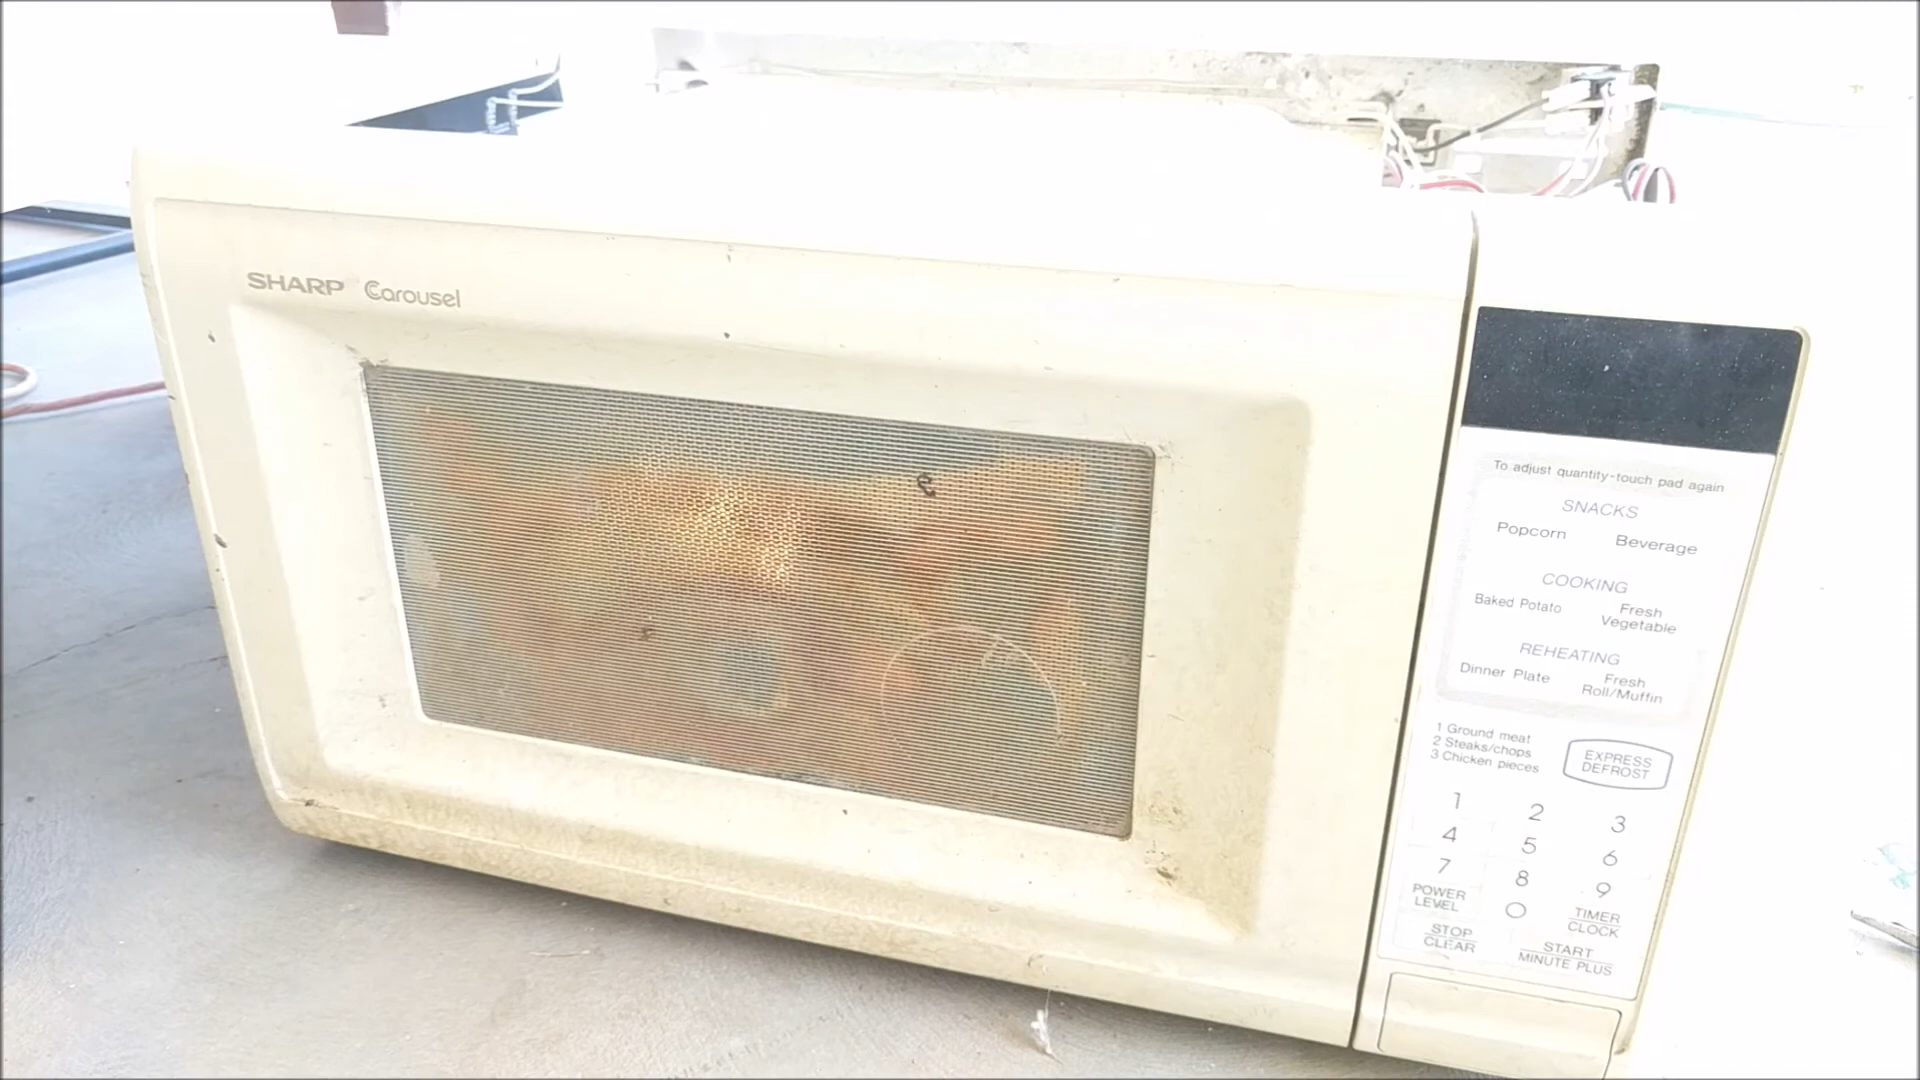 SHARP Carousel
To adjust quantity-touch pad again
SNACKS
Popcorn Beverage
COOKING
Baked Potato Fresh Vegetable
REHEATING
Dinner Plate Fresh Roll/Muffin
1 Ground meat
2 Steaks/chops
3 Chicken pieces
EXPRESS DEFROST
1 2 3
4 5 6
7 8 9
POWER LEVEL 0 TIMER CLOCK
STOP CLEAR START MINUTE PLUS